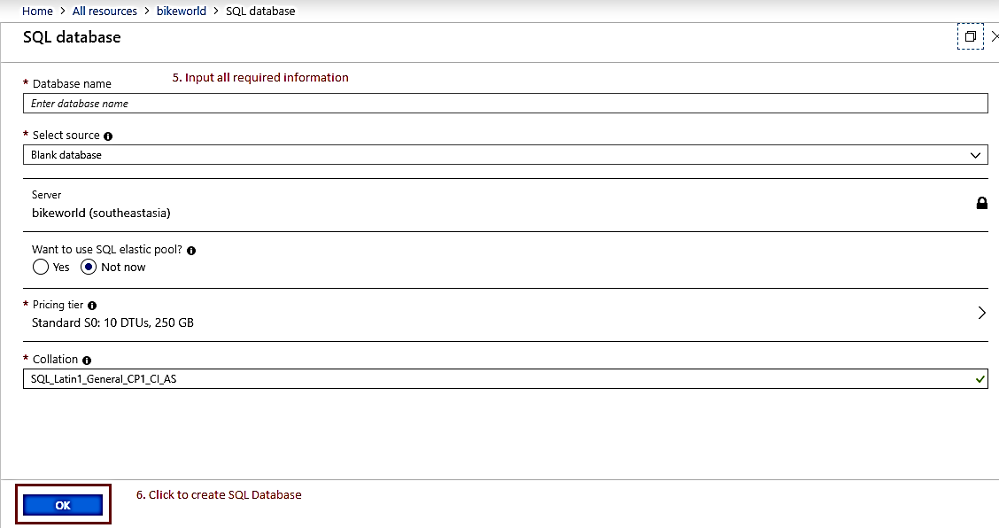 Home > All resources > bikeworld > SQL database
SQL database
5. Input all required information
* Database name
Enter database name
* Select source
Blank database
Server
bikeworld (southeastasia)
Want to use SQL elastic pool?
Yes Not now
* Pricing tier
Standard S0: 10 DTUs, 250 GB
* Collation
SQL_Latin1_General_CP1_CI_AS
OK
6. Click to create SQL Database